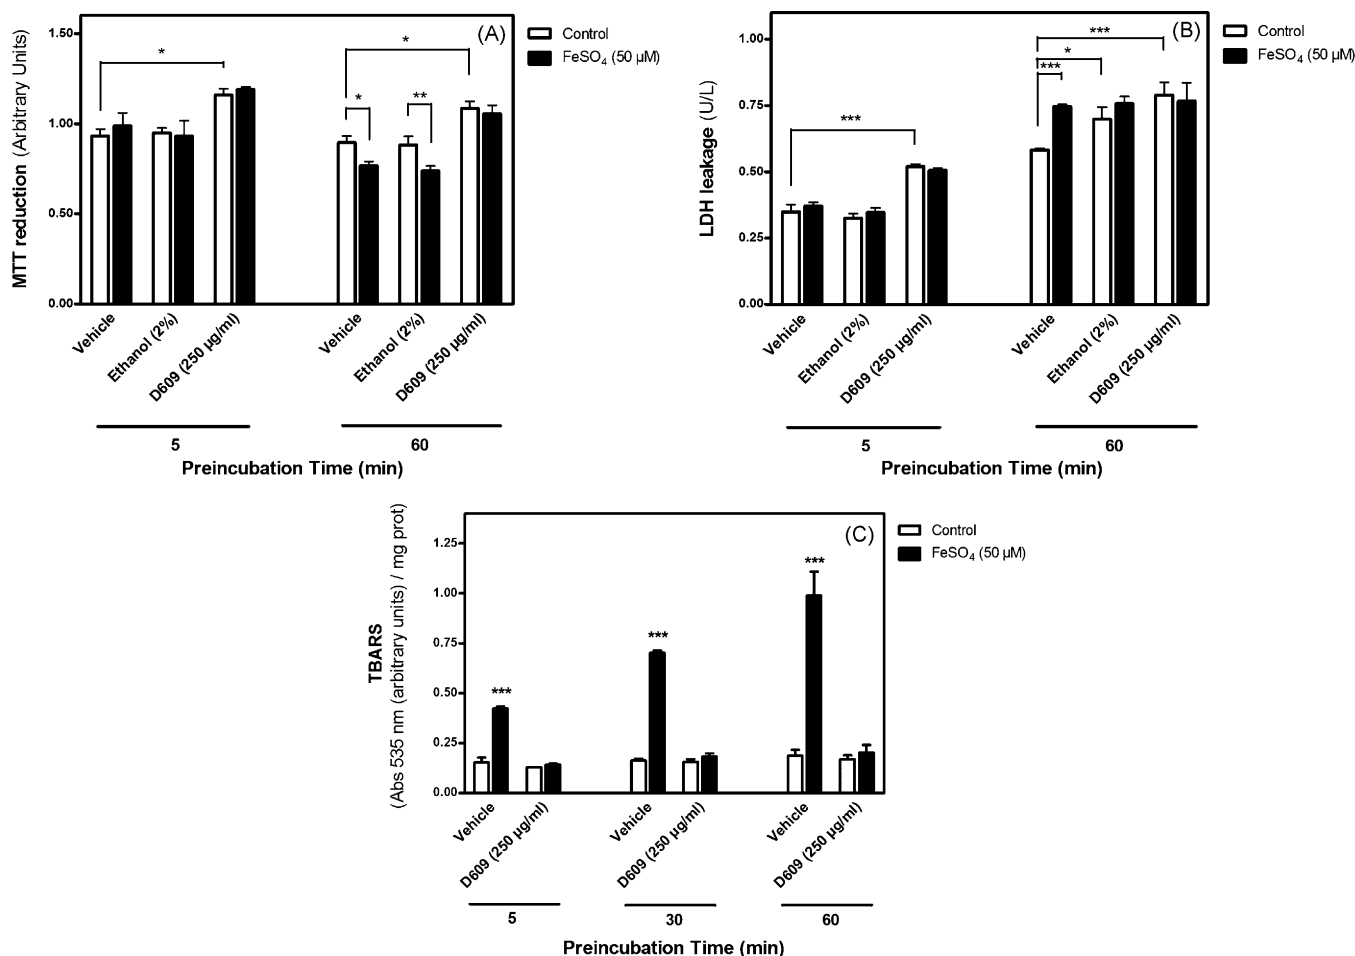 (A)
MTT reduction (Arbitrary Units)
1.50
1.00
0.50
0.00
*
*
*
**
Control
FeSO₄ (50 µM)
Vehicle
Ethanol (2%)
D609 (250 µg/ml)
Vehicle
Ethanol (2%)
D609 (250 µg/ml)
5
60
Preincubation Time (min)
(B)
LDH leakage (U/L)
1.00
0.75
0.50
0.25
0.00
***
***
*
***
Control
FeSO₄ (50 µM)
Vehicle
Ethanol (2%)
D609 (250 µg/ml)
Vehicle
Ethanol (2%)
D609 (250 µg/ml)
5
60
Preincubation Time (min)
(C)
TBARS
(Abs 535 nm (arbitrary units) / mg prot)
1.25
1.00
0.75
0.50
0.25
0.00
***
***
***
Control
FeSO₄ (50 µM)
Vehicle
D609 (250 µg/ml)
Vehicle
D609 (250 µg/ml)
Vehicle
D609 (250 µg/ml)
5
30
60
Preincubation Time (min)